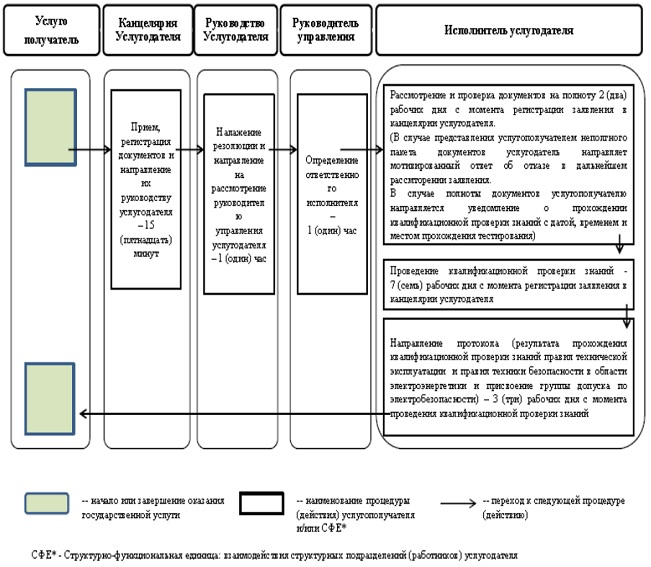 Услуго
получатель
Канцелярия
Услугодателя
Руководство
Услугодателя
Руководитель
управления
Исполнитель услугодателя
Прием,
регистрация
документов и
направление
их
руководству
услугодателя
– 15
(пятнадцать)
минут
Налажение
резолюции и
направление
на
рассмотрение
руководител
ю
управления
услугодателя
– 1 (один) час
Определение
ответственно
го
исполнителя
–
1 (один) час
Рассмотрение и проверка документов на полноту 2 (два)
рабочих дня с момента регистрации заявления в
канцелярии услугодателя.
(В случае представления услугополучателем неполгного
пакета документов услугодатель направляет
мотивированный ответ об отказе в дальнейшем
рассмторении заявления.
В случае полноты документов услугополучателю
направляется уведомление о прохождении
квалификационной проверки знаний с датой, временем и
местом прохождения тестирования)
Проведение квалификационной проверки знаний -
7 (семь) рабочих дня с момента регистрации заявления в
канцелярии услугодателя
Направление протокола (результата прохождения
квалификационной проверки знаний правил технической
эксплуатации и правил техники безопасности в области
электроэнергетики и присвоение группы допуска по
электробезопасности) – 3 (три) рабочих дня с момента
проведения квалификационной проверки знаний
-- начало или завершение оказания
государственной услуги
-- наименование процедуры
(действия) услугополучателя
и/или СФЕ*
-- переход к следующей процедуре
(действию)
СФЕ* - Структурно-функциональная единица: взаимодействия структурных подразделений (работников) услугодателя